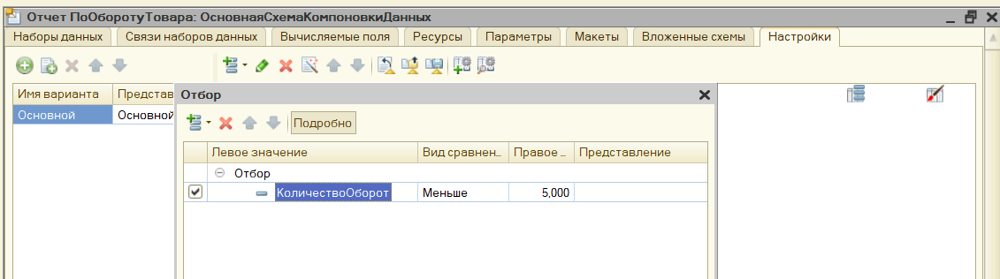 Отчет ПоОборотуТовара: ОсновнаяСхемаКомпоновкиДанных
Наборы данных Связи наборов данных Вычисляемые поля Ресурсы Параметры Макеты Вложенные схемы Настройки
Имя варианта Представ
Основной Основной
Отбор
Подробно
Левое значение Вид сравнен... Правое ... Представление
Отбор
КоличествоОборот Меньше 5,000